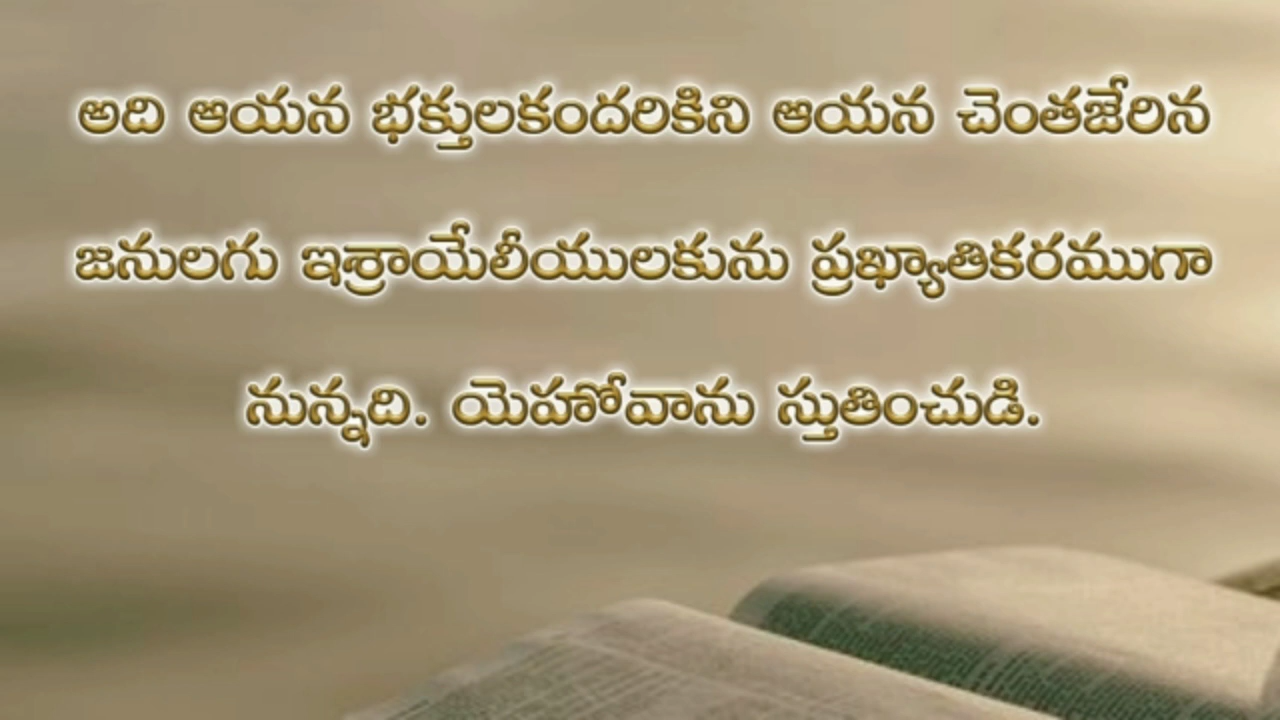 అది ఆయన భక్తులకందరికిని ఆయన చెంతజేరిన
జనులగు ఇశ్రాయేలీయులకును ప్రఖ్యాతికరముగా
నున్నది. యెహోవాను స్తుతించుడి.